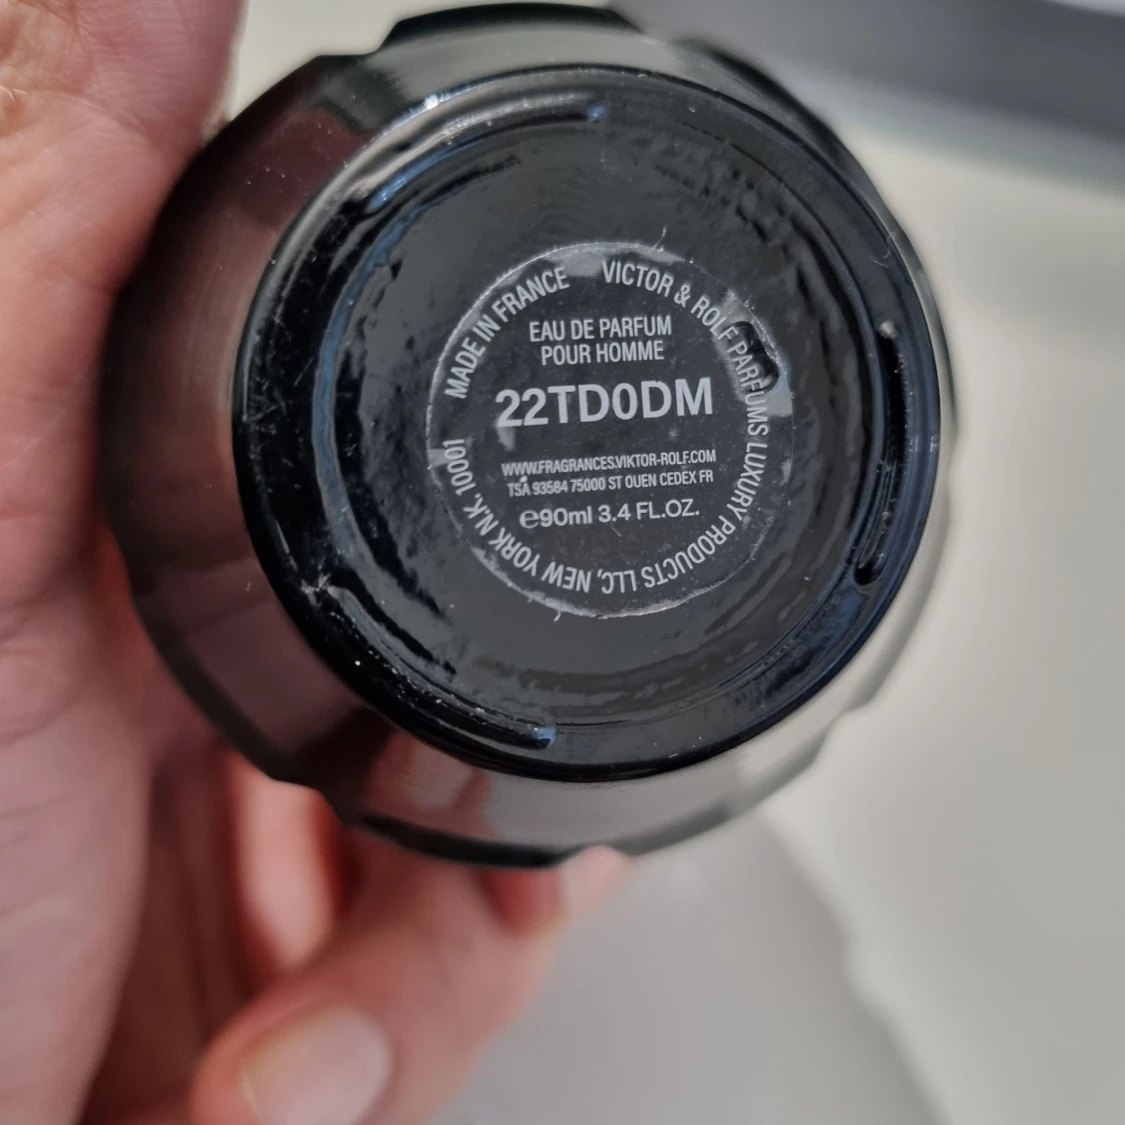 MADE IN FRANCE
VICTOR & ROLF PARFUMS LUXURY PRODUCTS LLC, NEW YORK N.K. 10001
EAU DE PARFUM
POUR HOMME
22TD0DM
WWW.FRAGRANCES.VIKTOR-ROLF.COM
TSA 93584 75000 ST OUEN CEDEX FR
e90ml 3.4 FL.OZ.